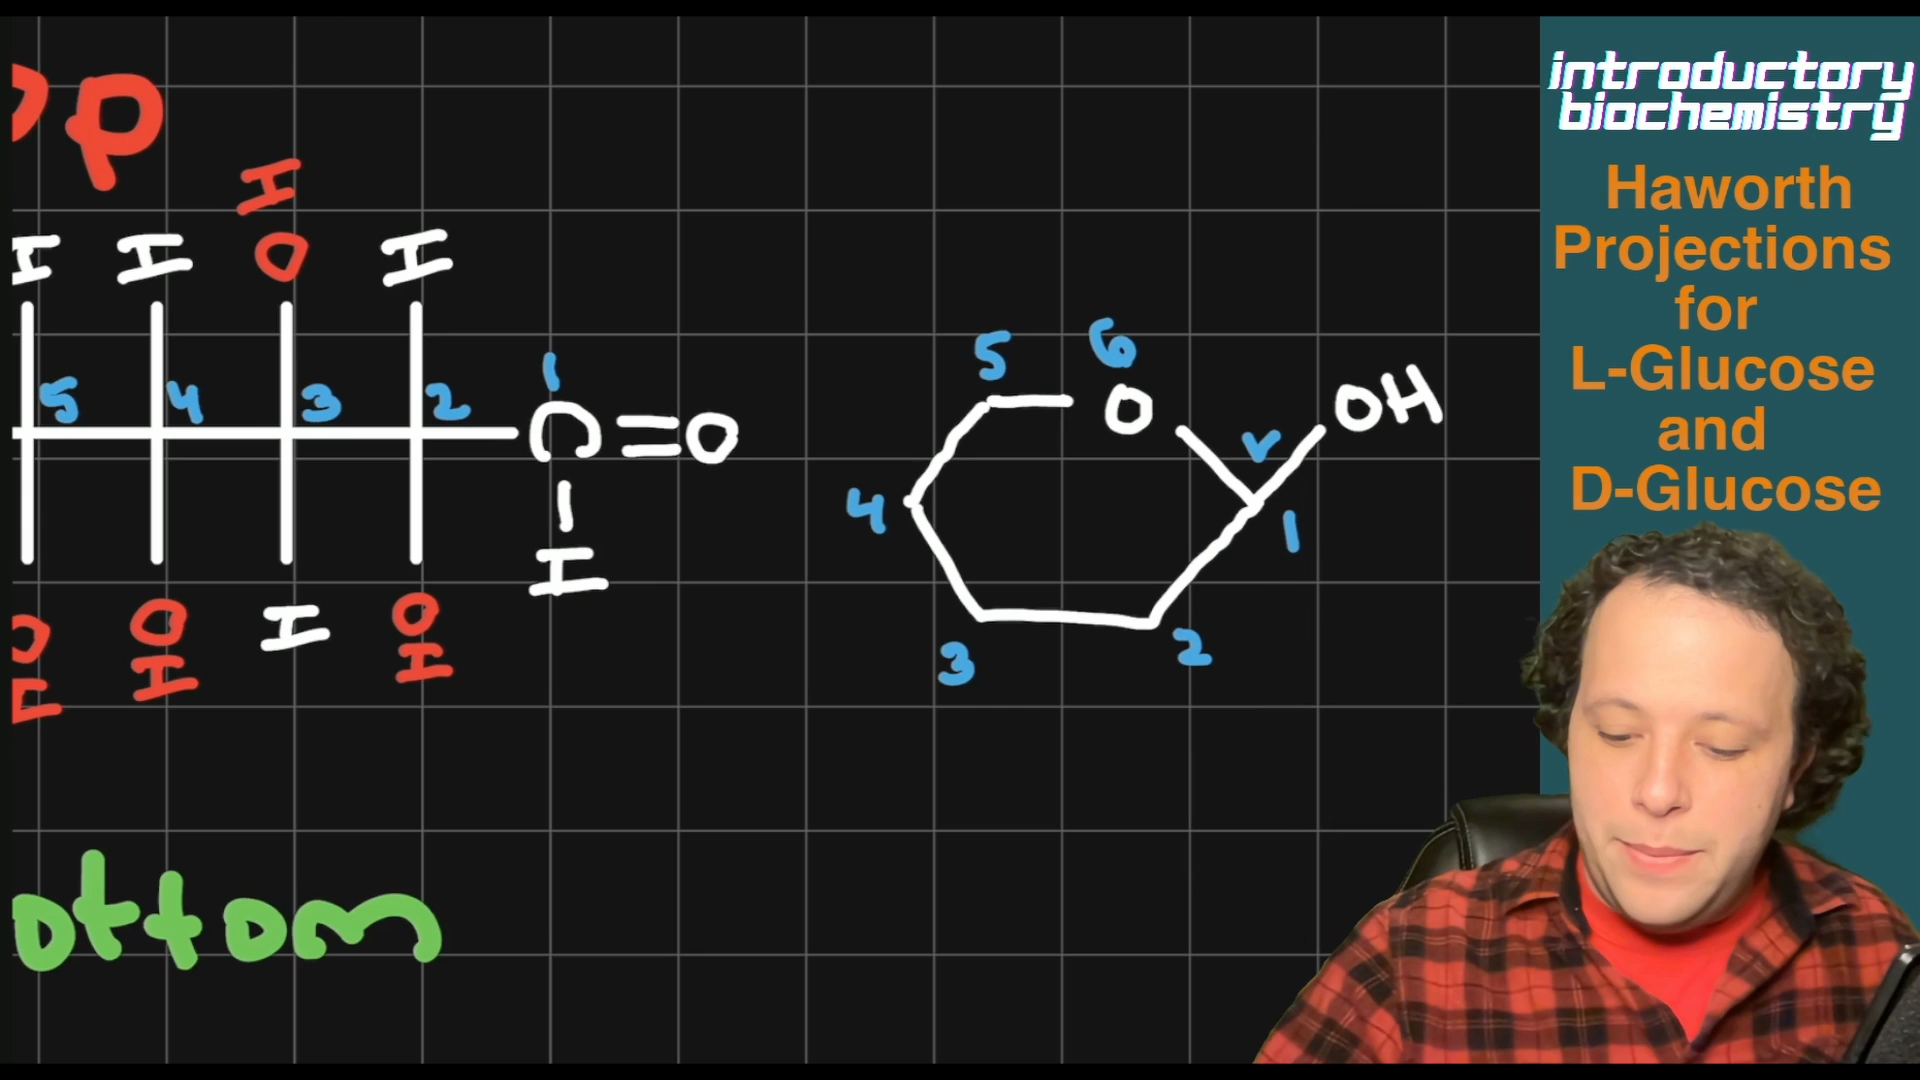 introductory
biochemistry
Haworth
Projections
for
L-Glucose
and
D-Glucose
p
H
O
H H H
5 4 3 2 1
C=O
H
O
H
H
O
H
ottom
5 6
O OH
4 1
3 2